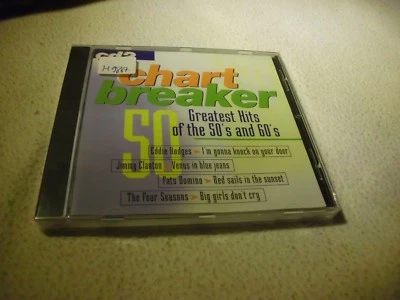 cd3
chart
breaker
50
Greatest Hits
of the 50's and 60's
Eddie Hodges - I'm gonna knock on your door
Jimmy Clanton Venus in blue jeans
Fats Domino - Red sails in the sunset
The Four Seasons - Big girls don't cry